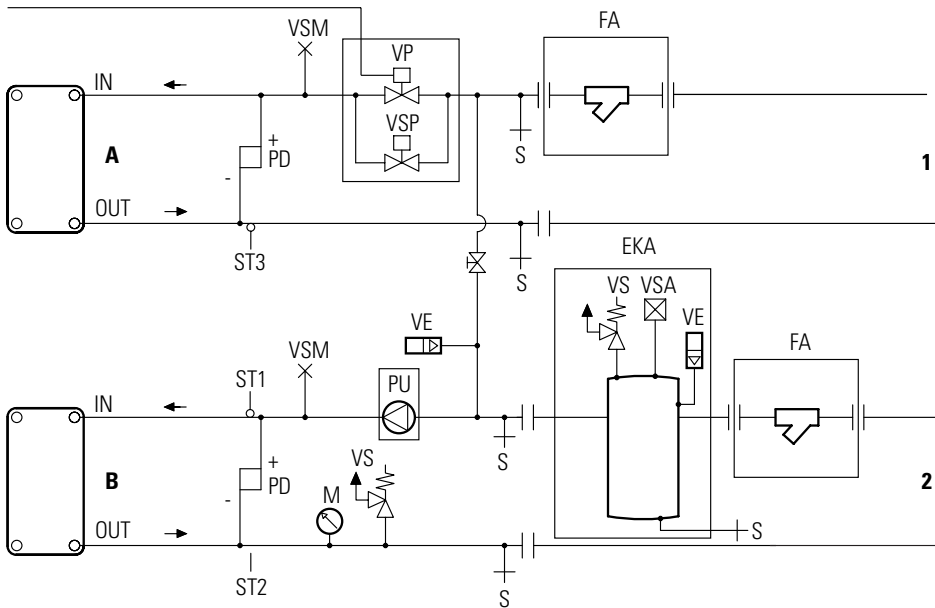 FA
VSM
VP
IN
VSP
A
+
PD
-
S
1
OUT
S
EKA
ST3
VS
VSA
VE
VE
FA
VSM
ST1
PU
IN
S
VS
+
B
PD
-
M
2
OUT
S
S
ST2